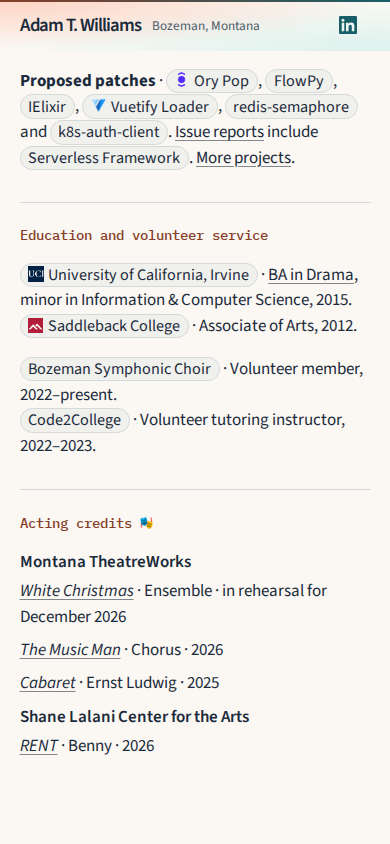 Adam T. Williams Bozeman, Montana
Proposed patches · Ory Pop , FlowPy ,
IElixir , Vuetify Loader , redis-semaphore
and k8s-auth-client . Issue reports include
Serverless Framework . More projects.
Education and volunteer service
UCI University of California, Irvine · BA in Drama,
minor in Information & Computer Science, 2015.
Saddleback College · Associate of Arts, 2012.
Bozeman Symphonic Choir · Volunteer member,
2022–present.
Code2College · Volunteer tutoring instructor,
2022–2023.
Acting credits
Montana TheatreWorks
White Christmas · Ensemble · in rehearsal for
December 2026
The Music Man · Chorus · 2026
Cabaret · Ernst Ludwig · 2025
Shane Lalani Center for the Arts
RENT · Benny · 2026